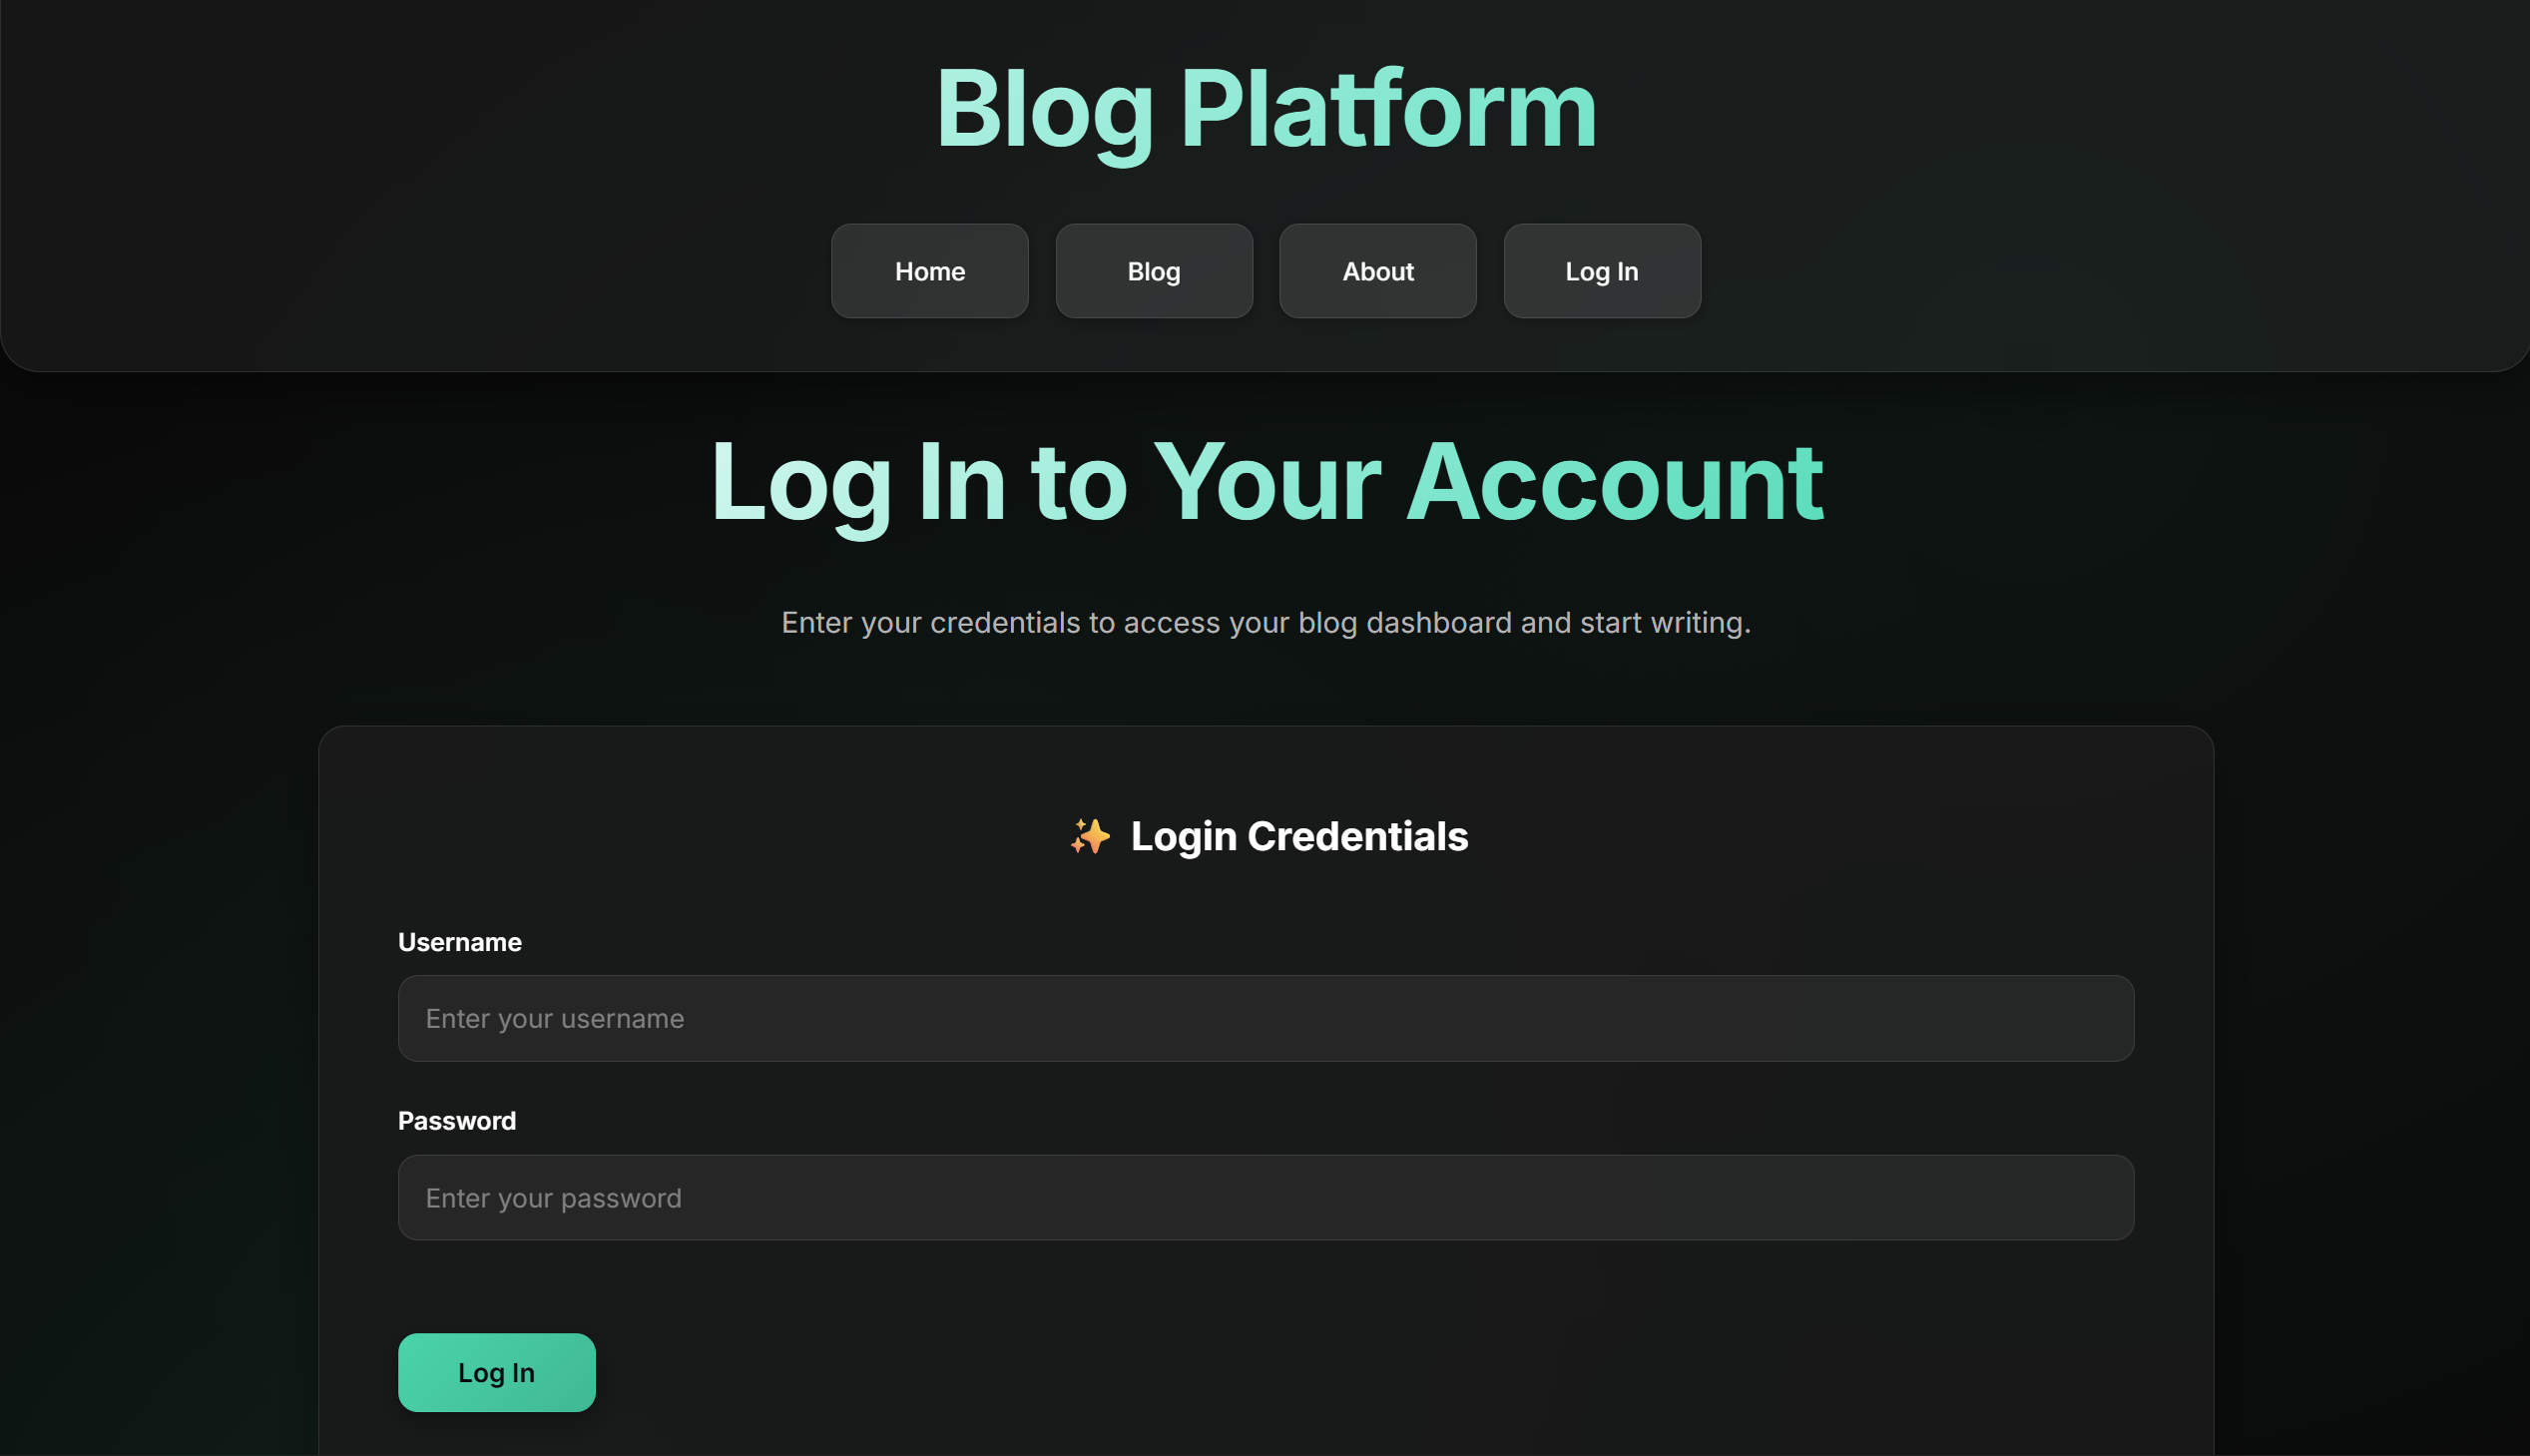 Blog Platform
Home Blog About Log In
Log In to Your Account
Enter your credentials to access your blog dashboard and start writing.
✨ Login Credentials
Username
Enter your username
Password
Enter your password
Log In